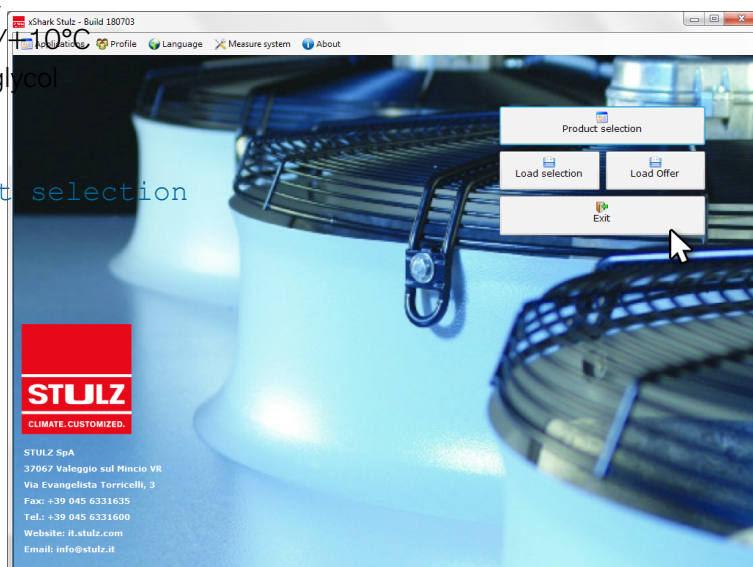 xShark Stulz - Build 180703
/+10°C
Applications Profile Language Measure system About
glycol
Product selection
Load selection Load Offer
t selection
Exit
STULZ
CLIMATE. CUSTOMIZED.
STULZ SpA
37067 Valeggio sul Mincio VR
Via Evangelista Torricelli, 3
Fax: +39 045 6331635
Tel.: +39 045 6331600
Website: it.stulz.com
Email: info@stulz.it